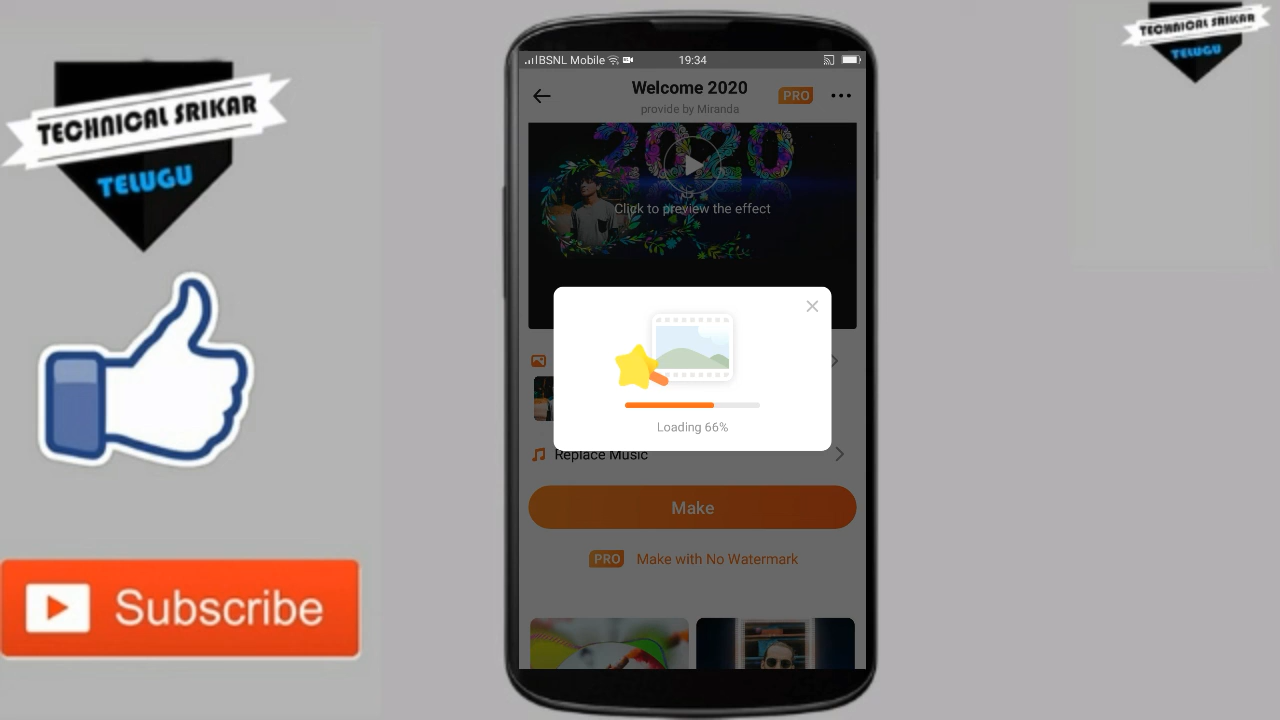 TECHNICAL SRIKAR
TELUGU
Subscribe
BSNL Mobile
19:34
Welcome 2020
provide by Miranda
PRO
2020
Click to preview the effect
Loading 66%
Replace Music
Make
PRO
Make with No Watermark
TECHNICAL SRIKAR
TELUGU